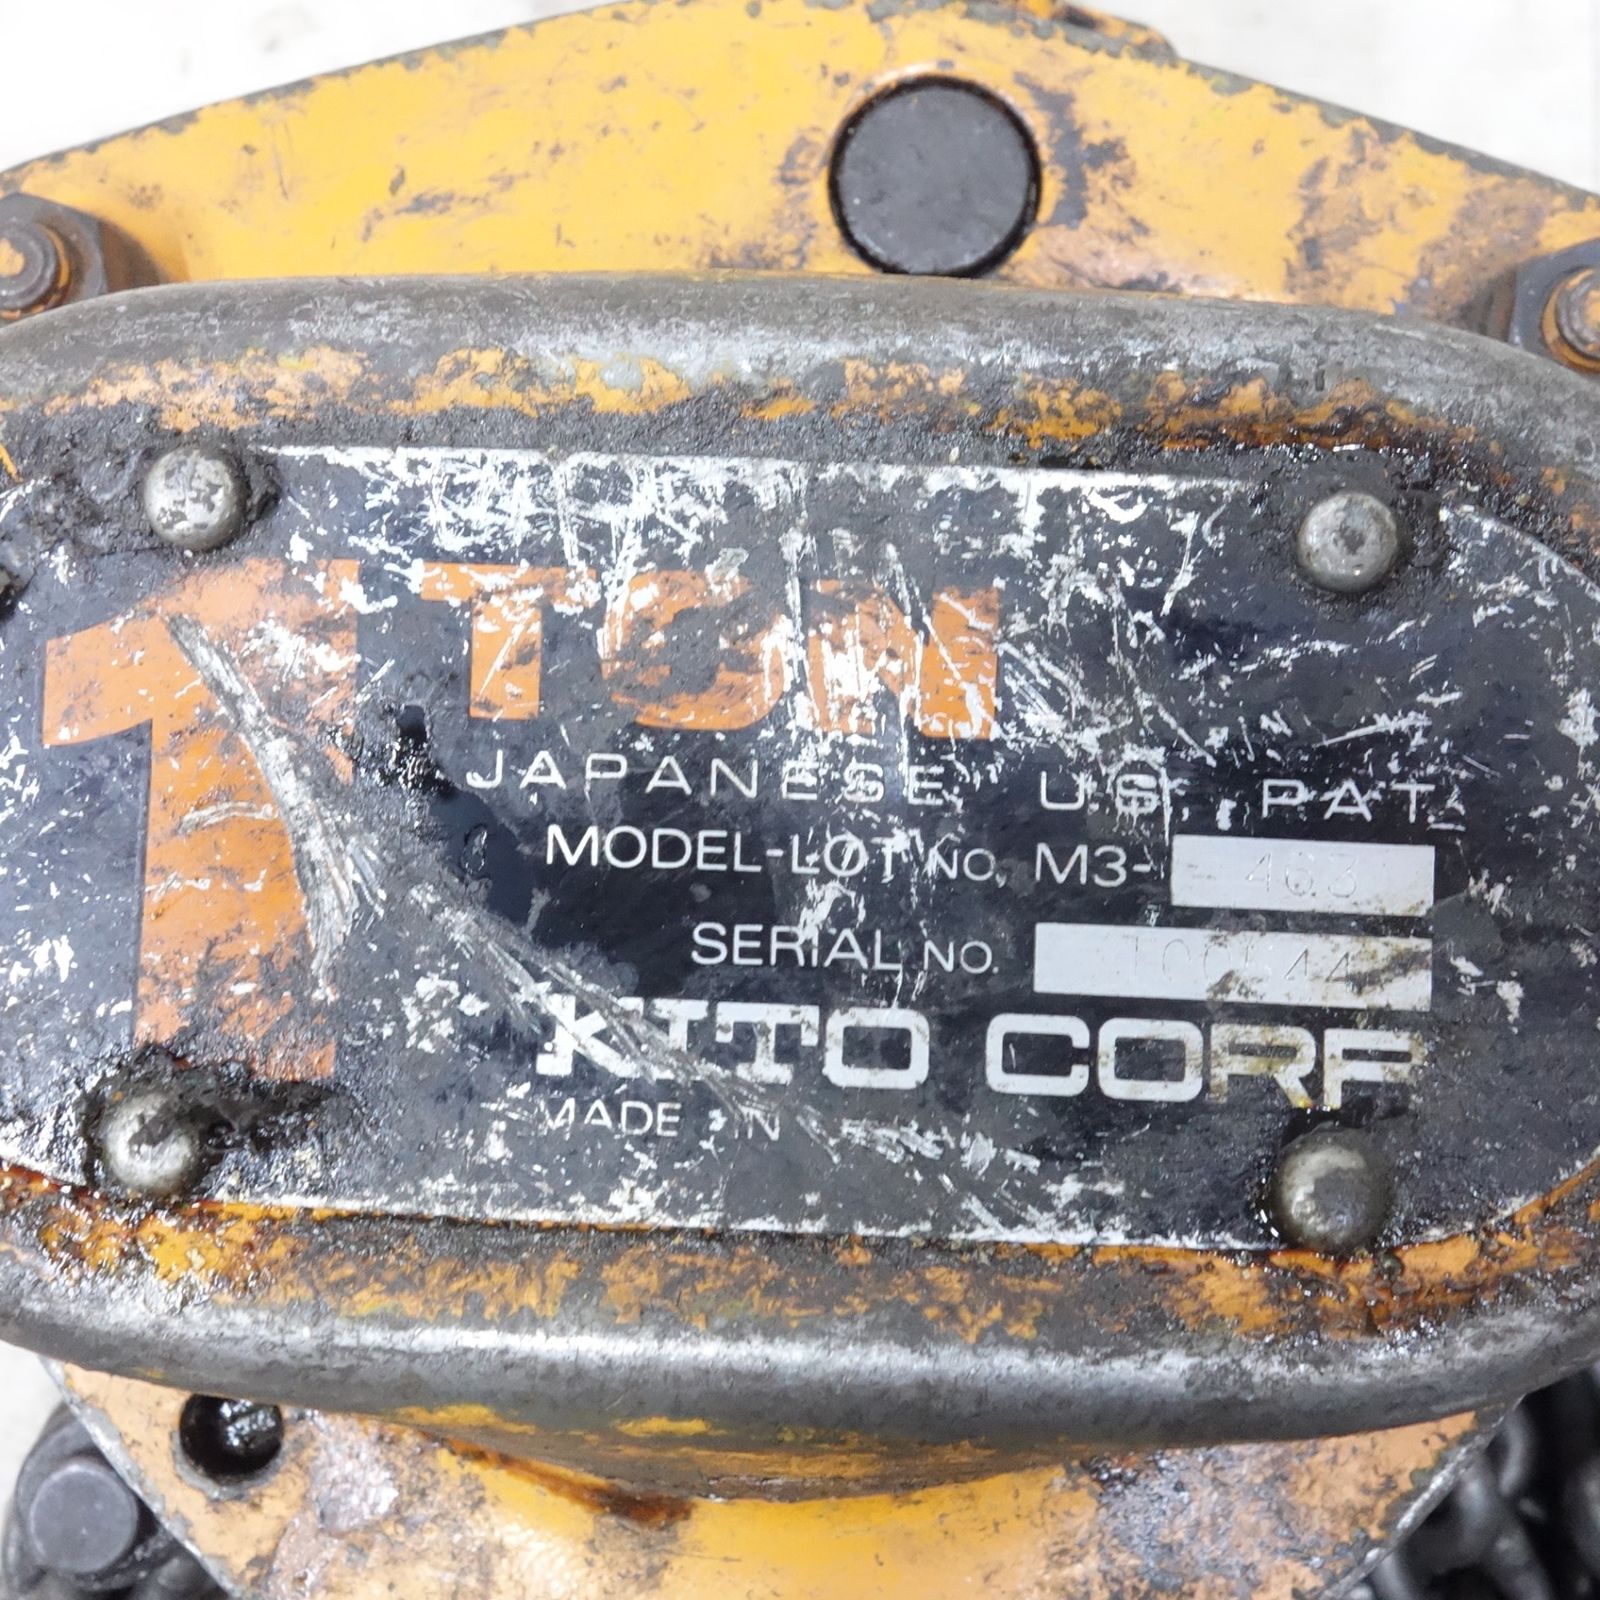 1 TON
JAPANESE U.S. PAT.
MODEL-LOT NO. M3- 463
SERIAL NO.
KITO CORP
MADE IN